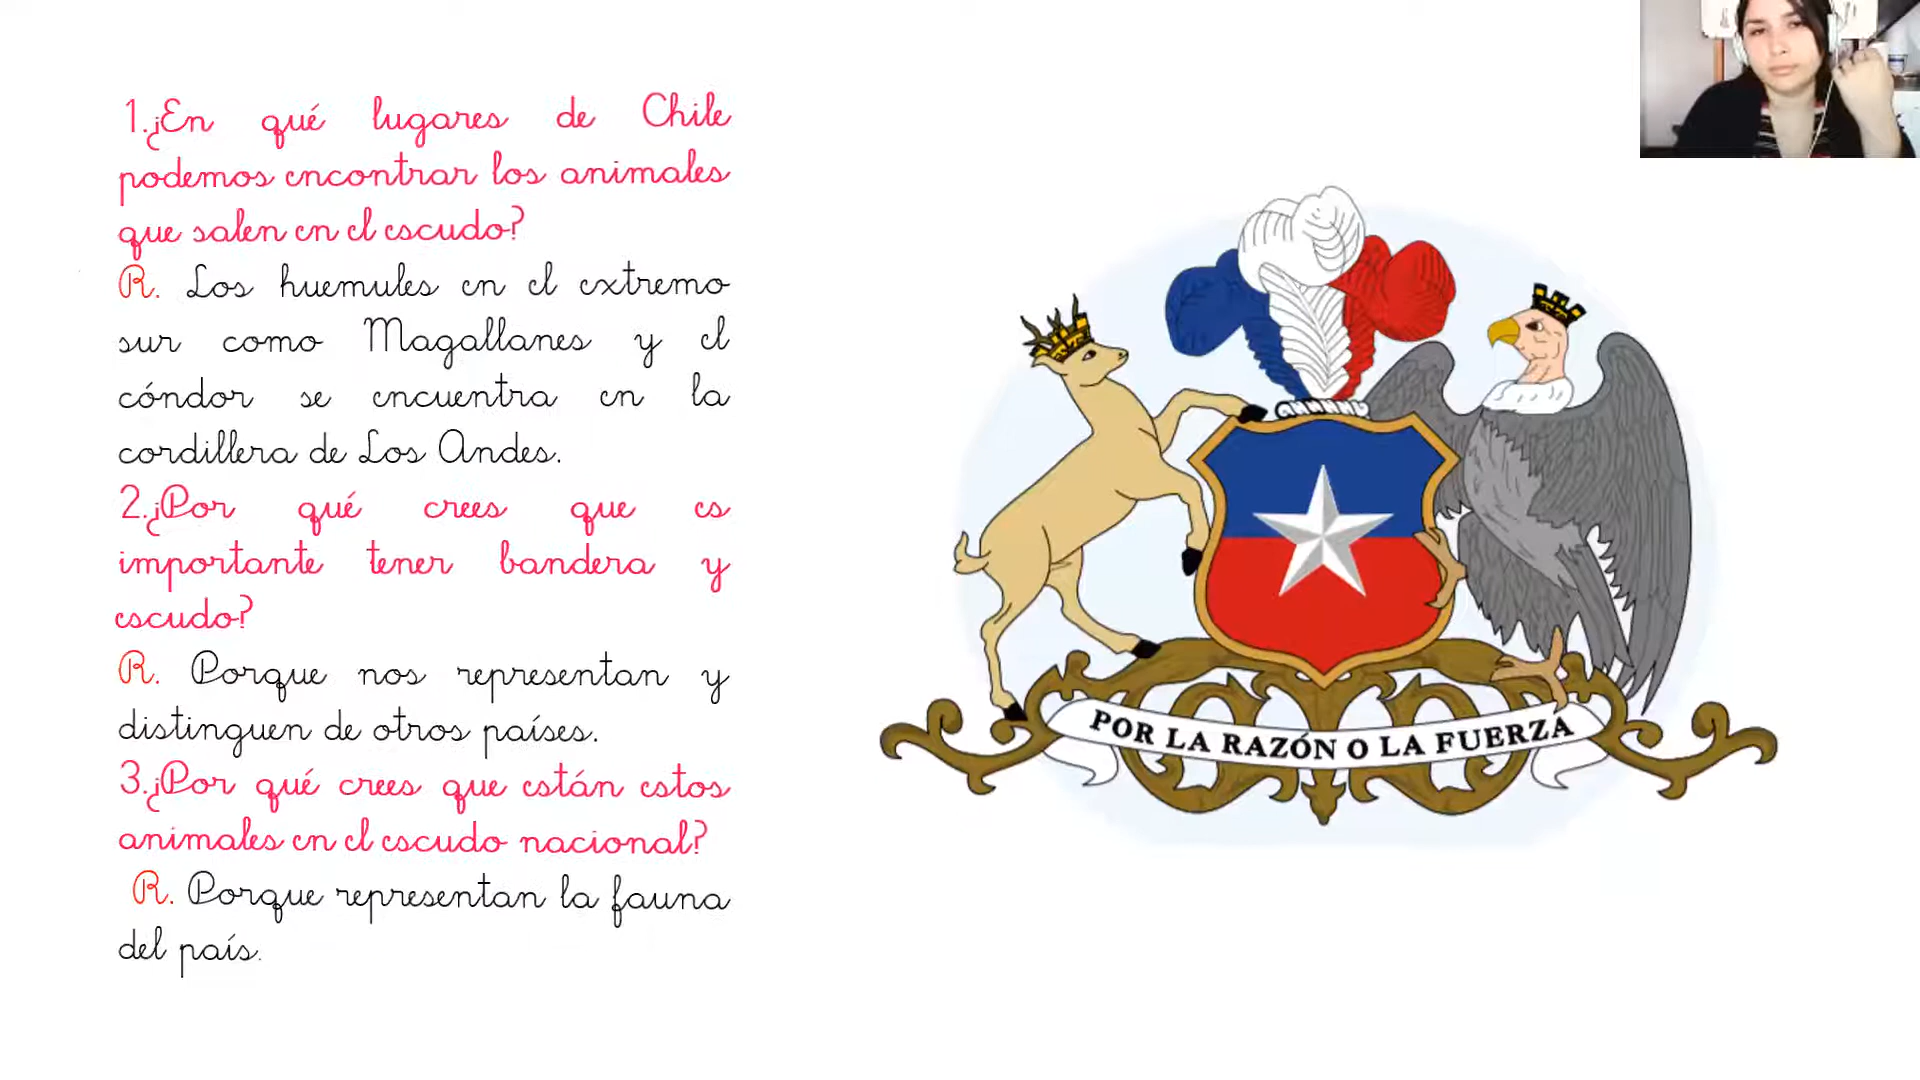 1.¿En qué lugares de Chile
podemos encontrar los animales
que salen en el escudo?
R. Los huemules en el extremo
sur como Magallanes y el
cóndor se encuentra en la
cordillera de Los Andes.
2.¿Por qué crees que es
importante tener bandera y
escudo?
R. Porque nos representan y
distinguen de otros países.
3.¿Por qué crees que están estos
animales en el escudo nacional?
R. Porque representan la fauna
del país.
POR LA RAZÓN O LA FUERZA